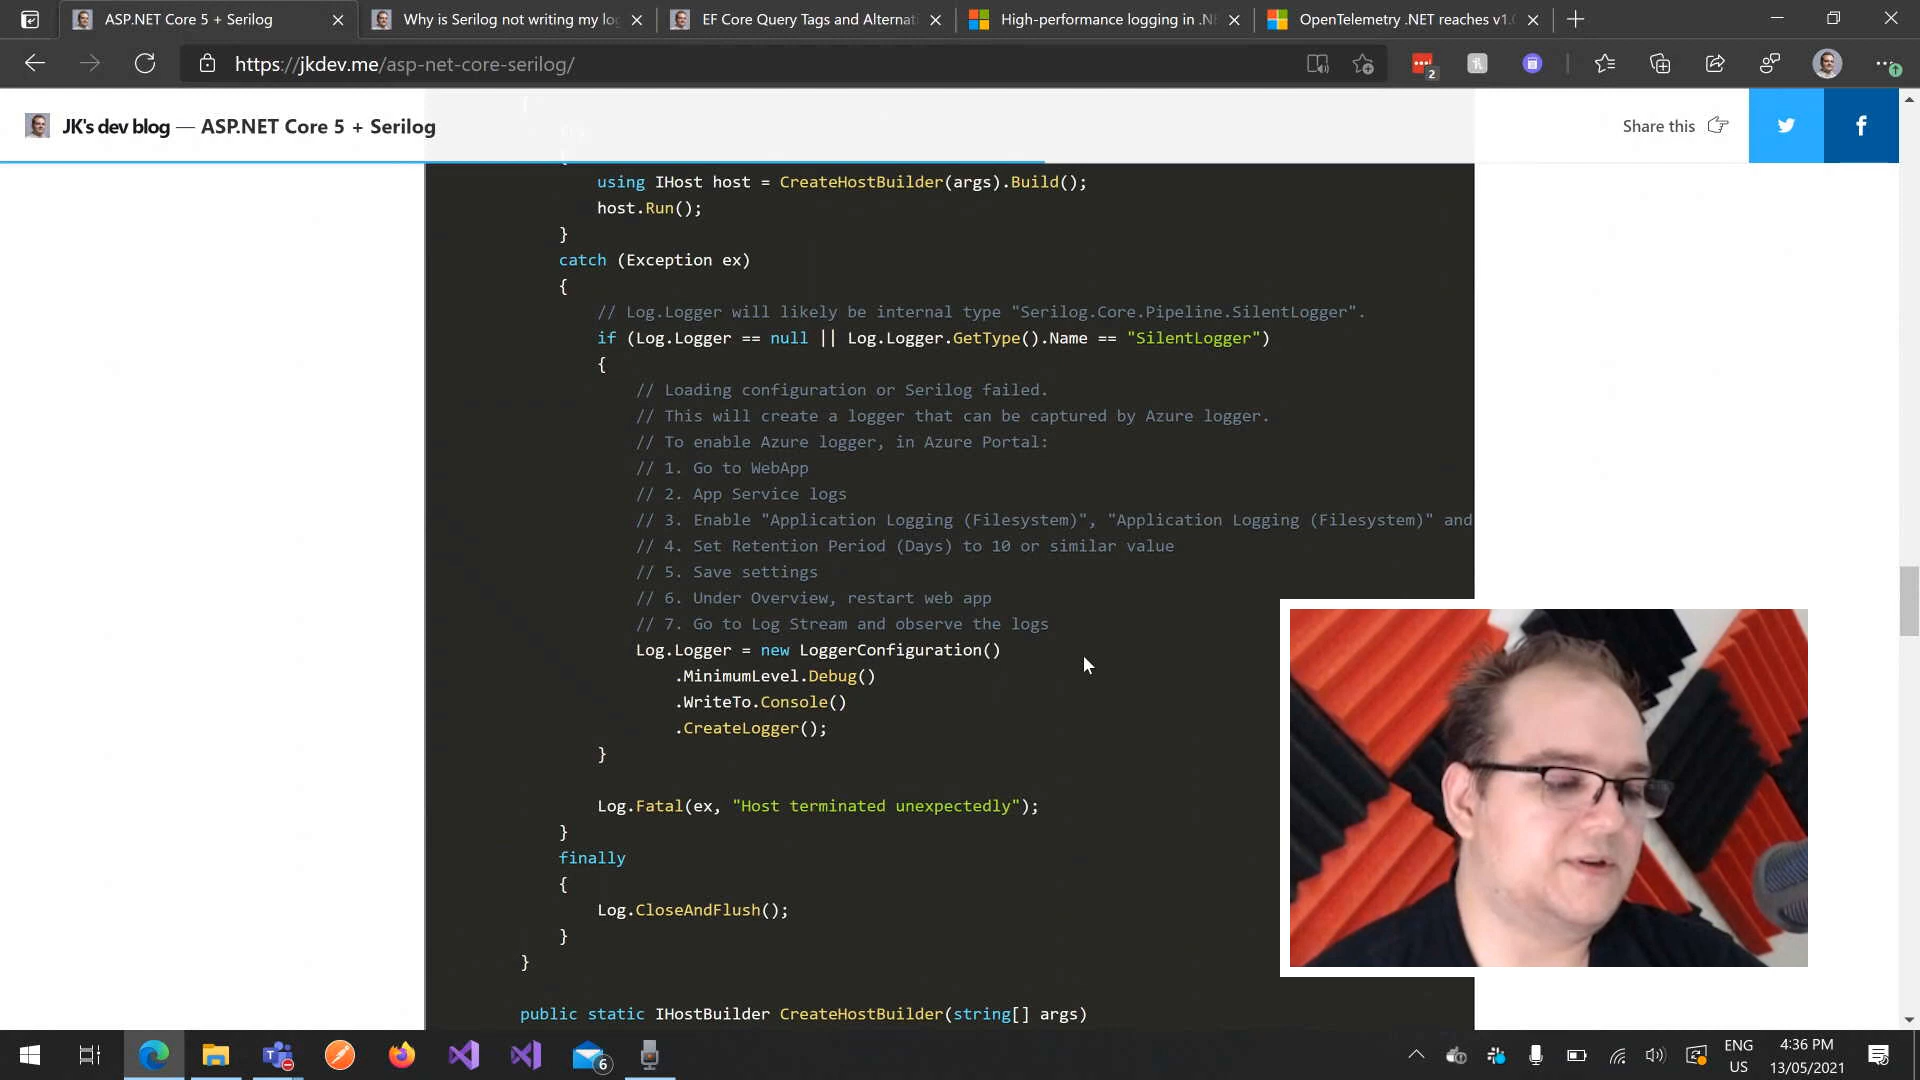 ASP.NET Core 5 + Serilog
Why is Serilog not writing my log
EF Core Query Tags and Alternati
High-performance logging in .NE
OpenTelemetry .NET reaches v1.0
https://jkdev.me/asp-net-core-serilog/
2
JK's dev blog — ASP.NET Core 5 + Serilog
Share this
{
using IHost host = CreateHostBuilder(args).Build();
host.Run();
}
catch (Exception ex)
{
// Log.Logger will likely be internal type "Serilog.Core.Pipeline.SilentLogger".
if (Log.Logger == null || Log.Logger.GetType().Name == "SilentLogger")
{
// Loading configuration or Serilog failed.
// This will create a logger that can be captured by Azure logger.
// To enable Azure logger, in Azure Portal:
// 1. Go to WebApp
// 2. App Service logs
// 3. Enable "Application Logging (Filesystem)", "Application Logging (Filesystem)" and
// 4. Set Retention Period (Days) to 10 or similar value
// 5. Save settings
// 6. Under Overview, restart web app
// 7. Go to Log Stream and observe the logs
Log.Logger = new LoggerConfiguration()
.MinimumLevel.Debug()
.WriteTo.Console()
.CreateLogger();
}
Log.Fatal(ex, "Host terminated unexpectedly");
}
finally
{
Log.CloseAndFlush();
}
}
public static IHostBuilder CreateHostBuilder(string[] args)
6
ENG
US
4:36 PM
13/05/2021